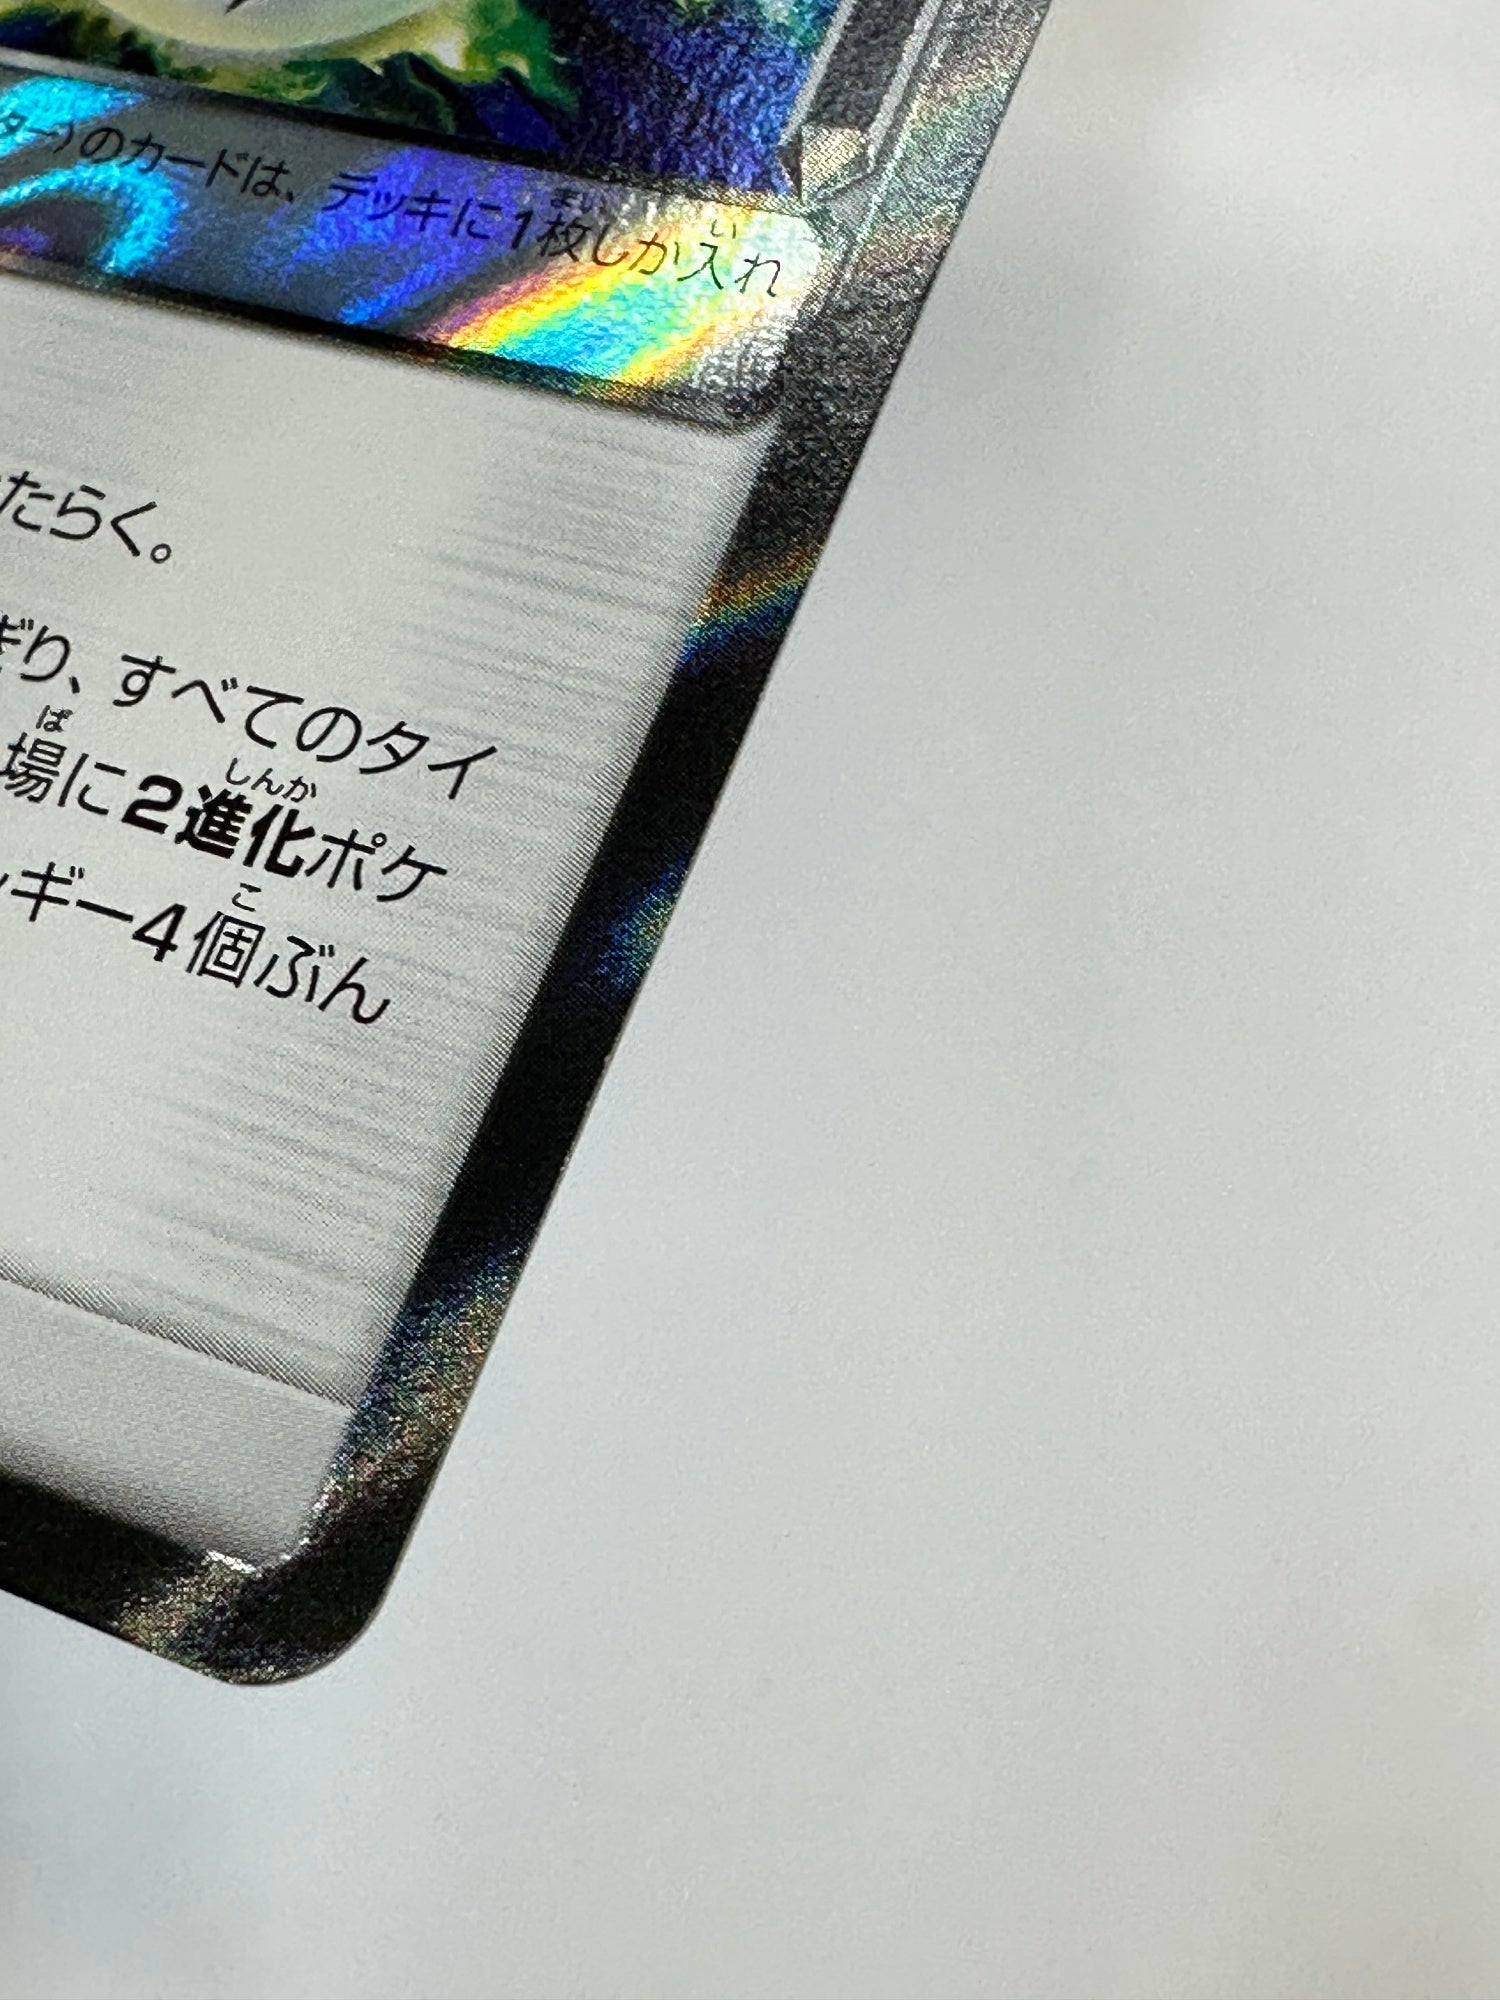 ター)のカードは、デッキに1枚しか入れ
たらく。
ぎり、すべてのタイ
場に2進化ポケ
ギー4個ぶん